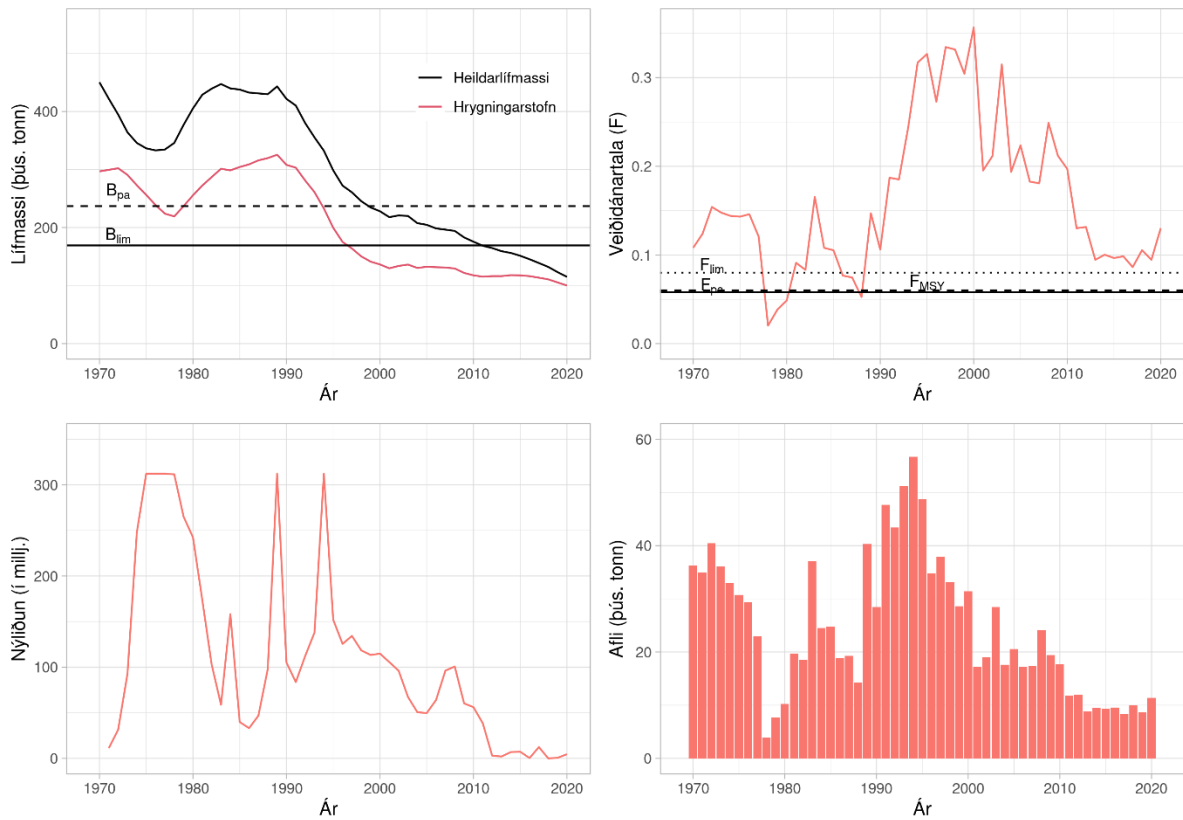 Lífmassi (þús. tonn)
400
200
0
Heildarlífmassi
Hrygningarstofn
Bpa
Blim
1970 1980 1990 2000 2010 2020
Ár
Veiðidánartala (F)
0.3
0.2
0.1
0.0
Flim
Fpa
FMSY
1970 1980 1990 2000 2010 2020
Ár
Nýliðun (í millj.)
300
200
100
0
1970 1980 1990 2000 2010 2020
Ár
Afli (þús. tonn)
60
40
20
0
1970 1980 1990 2000 2010 2020
Ár